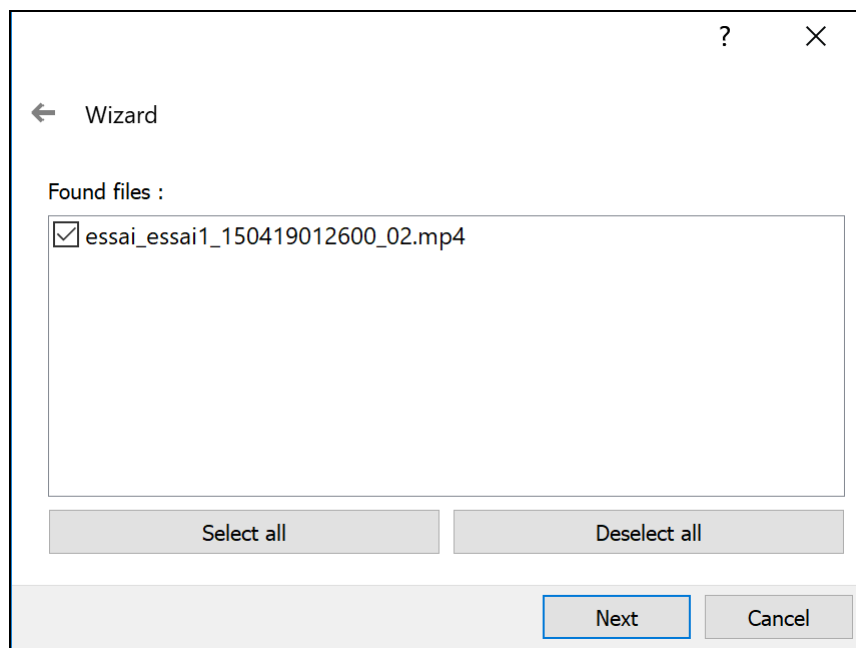 ?
Wizard
Found files :
essai_essai1_150419012600_02.mp4
Select all Deselect all
Next Cancel